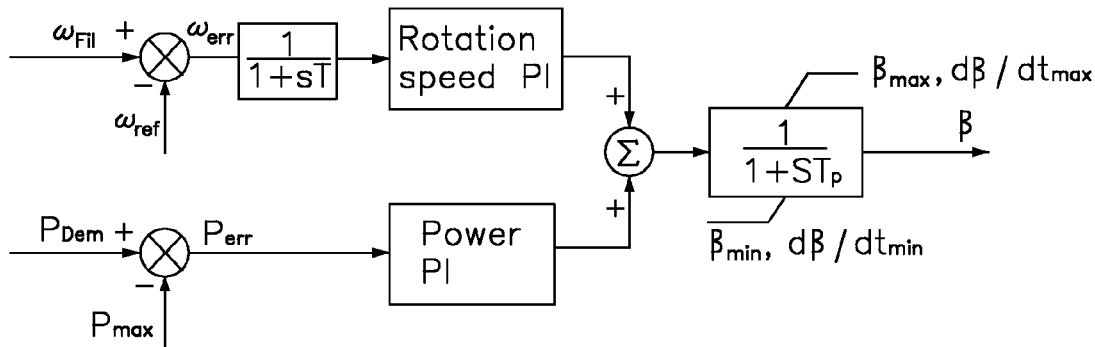 ω_Fil + ω_err
1
1+sT
Rotation
speed PI
−
ω_ref
+
β_max, dβ / dt_max
Σ
1
1+ST_p
β
+
β_min, dβ / dt_min
P_Dem + P_err
Power
PI
−
P_max